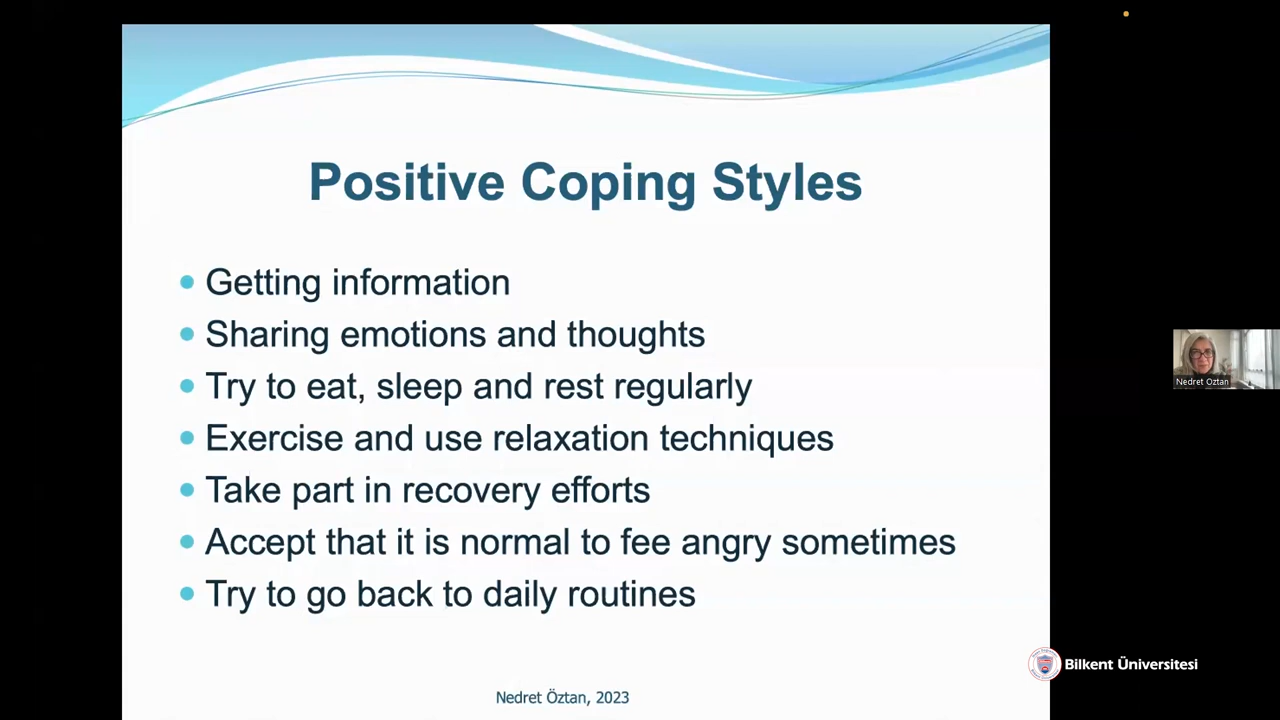 Positive Coping Styles
• Getting information
• Sharing emotions and thoughts
• Try to eat, sleep and rest regularly
• Exercise and use relaxation techniques
• Take part in recovery efforts
• Accept that it is normal to fee angry sometimes
• Try to go back to daily routines
Nedret Oztan
Bilkent Üniversitesi
Nedret Öztan, 2023